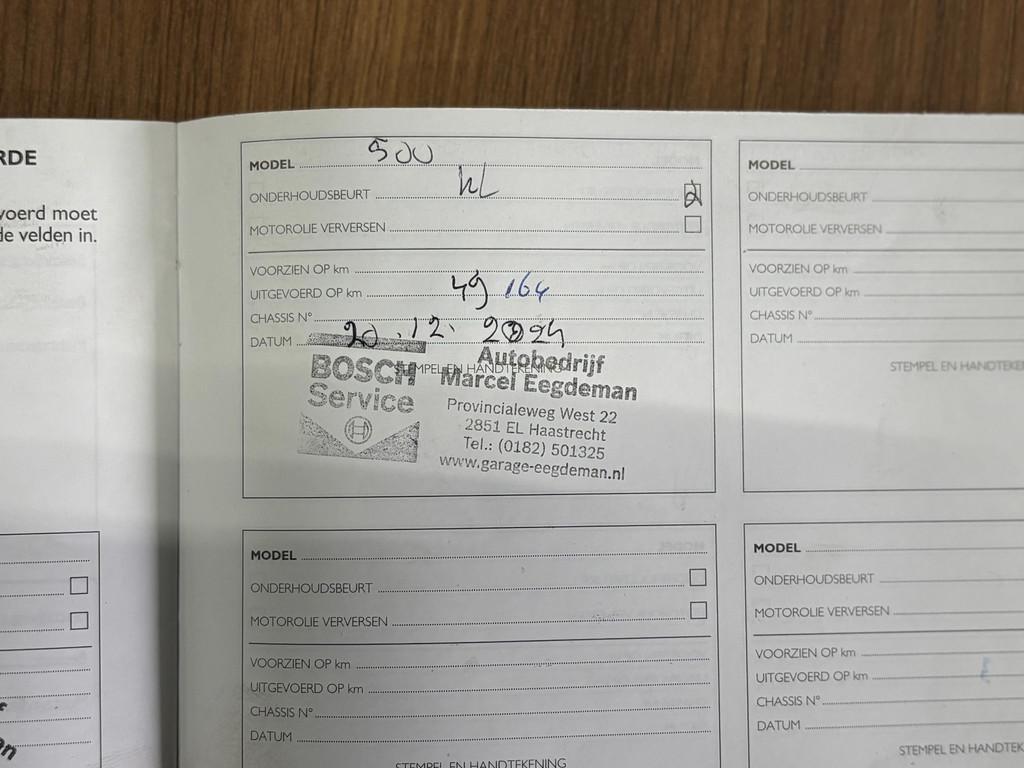 RDE
voerd moet
de velden in.
MODEL 500
ONDERHOUDSBEURT
MOTOROLIE VERVERSEN
VOORZIEN OP km
UITGEVOERD OP km 49 164
CHASSIS N°
DATUM 20.12.2024
STEMPEL EN HANDTEKENING
BOSCH
Service
Autobedrijf
Marcel Eegdeman
Provincialeweg West 22
2851 EL Haastrecht
Tel.: (0182) 501325
www.garage-eegdeman.nl
MODEL
ONDERHOUDSBEURT
MOTOROLIE VERVERSEN
VOORZIEN OP km
UITGEVOERD OP km
CHASSIS N°
DATUM
STEMPEL EN HANDTEKE
MODEL
ONDERHOUDSBEURT
MOTOROLIE VERVERSEN
VOORZIEN OP km
UITGEVOERD OP km
CHASSIS N°
DATUM
STEMPEL EN HANDTEKENING
MODEL
ONDERHOUDSBEURT
MOTOROLIE VERVERSEN
VOORZIEN OP km
UITGEVOERD OP km
CHASSIS N°
DATUM
STEMPEL EN HANDTEK